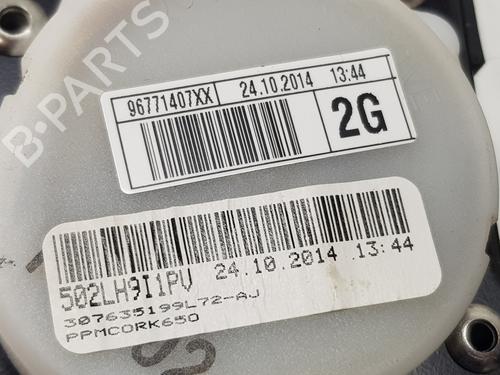 B-PARTS
96771407XX 24.10.2014 13:44
2G
502LH9I1PV 24.10.2014 13:44
307635199L72-AJ
PPMCORK650